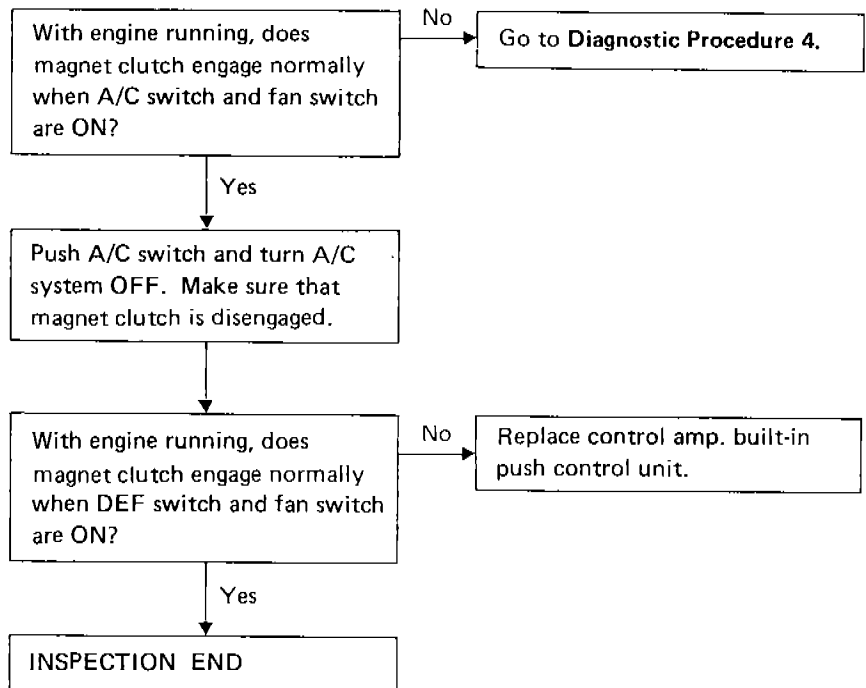 With engine running, does
magnet clutch engage normally
when A/C switch and fan switch
are ON?
No
Go to Diagnostic Procedure 4.
Yes
Push A/C switch and turn A/C
system OFF. Make sure that
magnet clutch is disengaged.
With engine running, does
magnet clutch engage normally
when DEF switch and fan switch
are ON?
No
Replace control amp. built-in
push control unit.
Yes
INSPECTION END